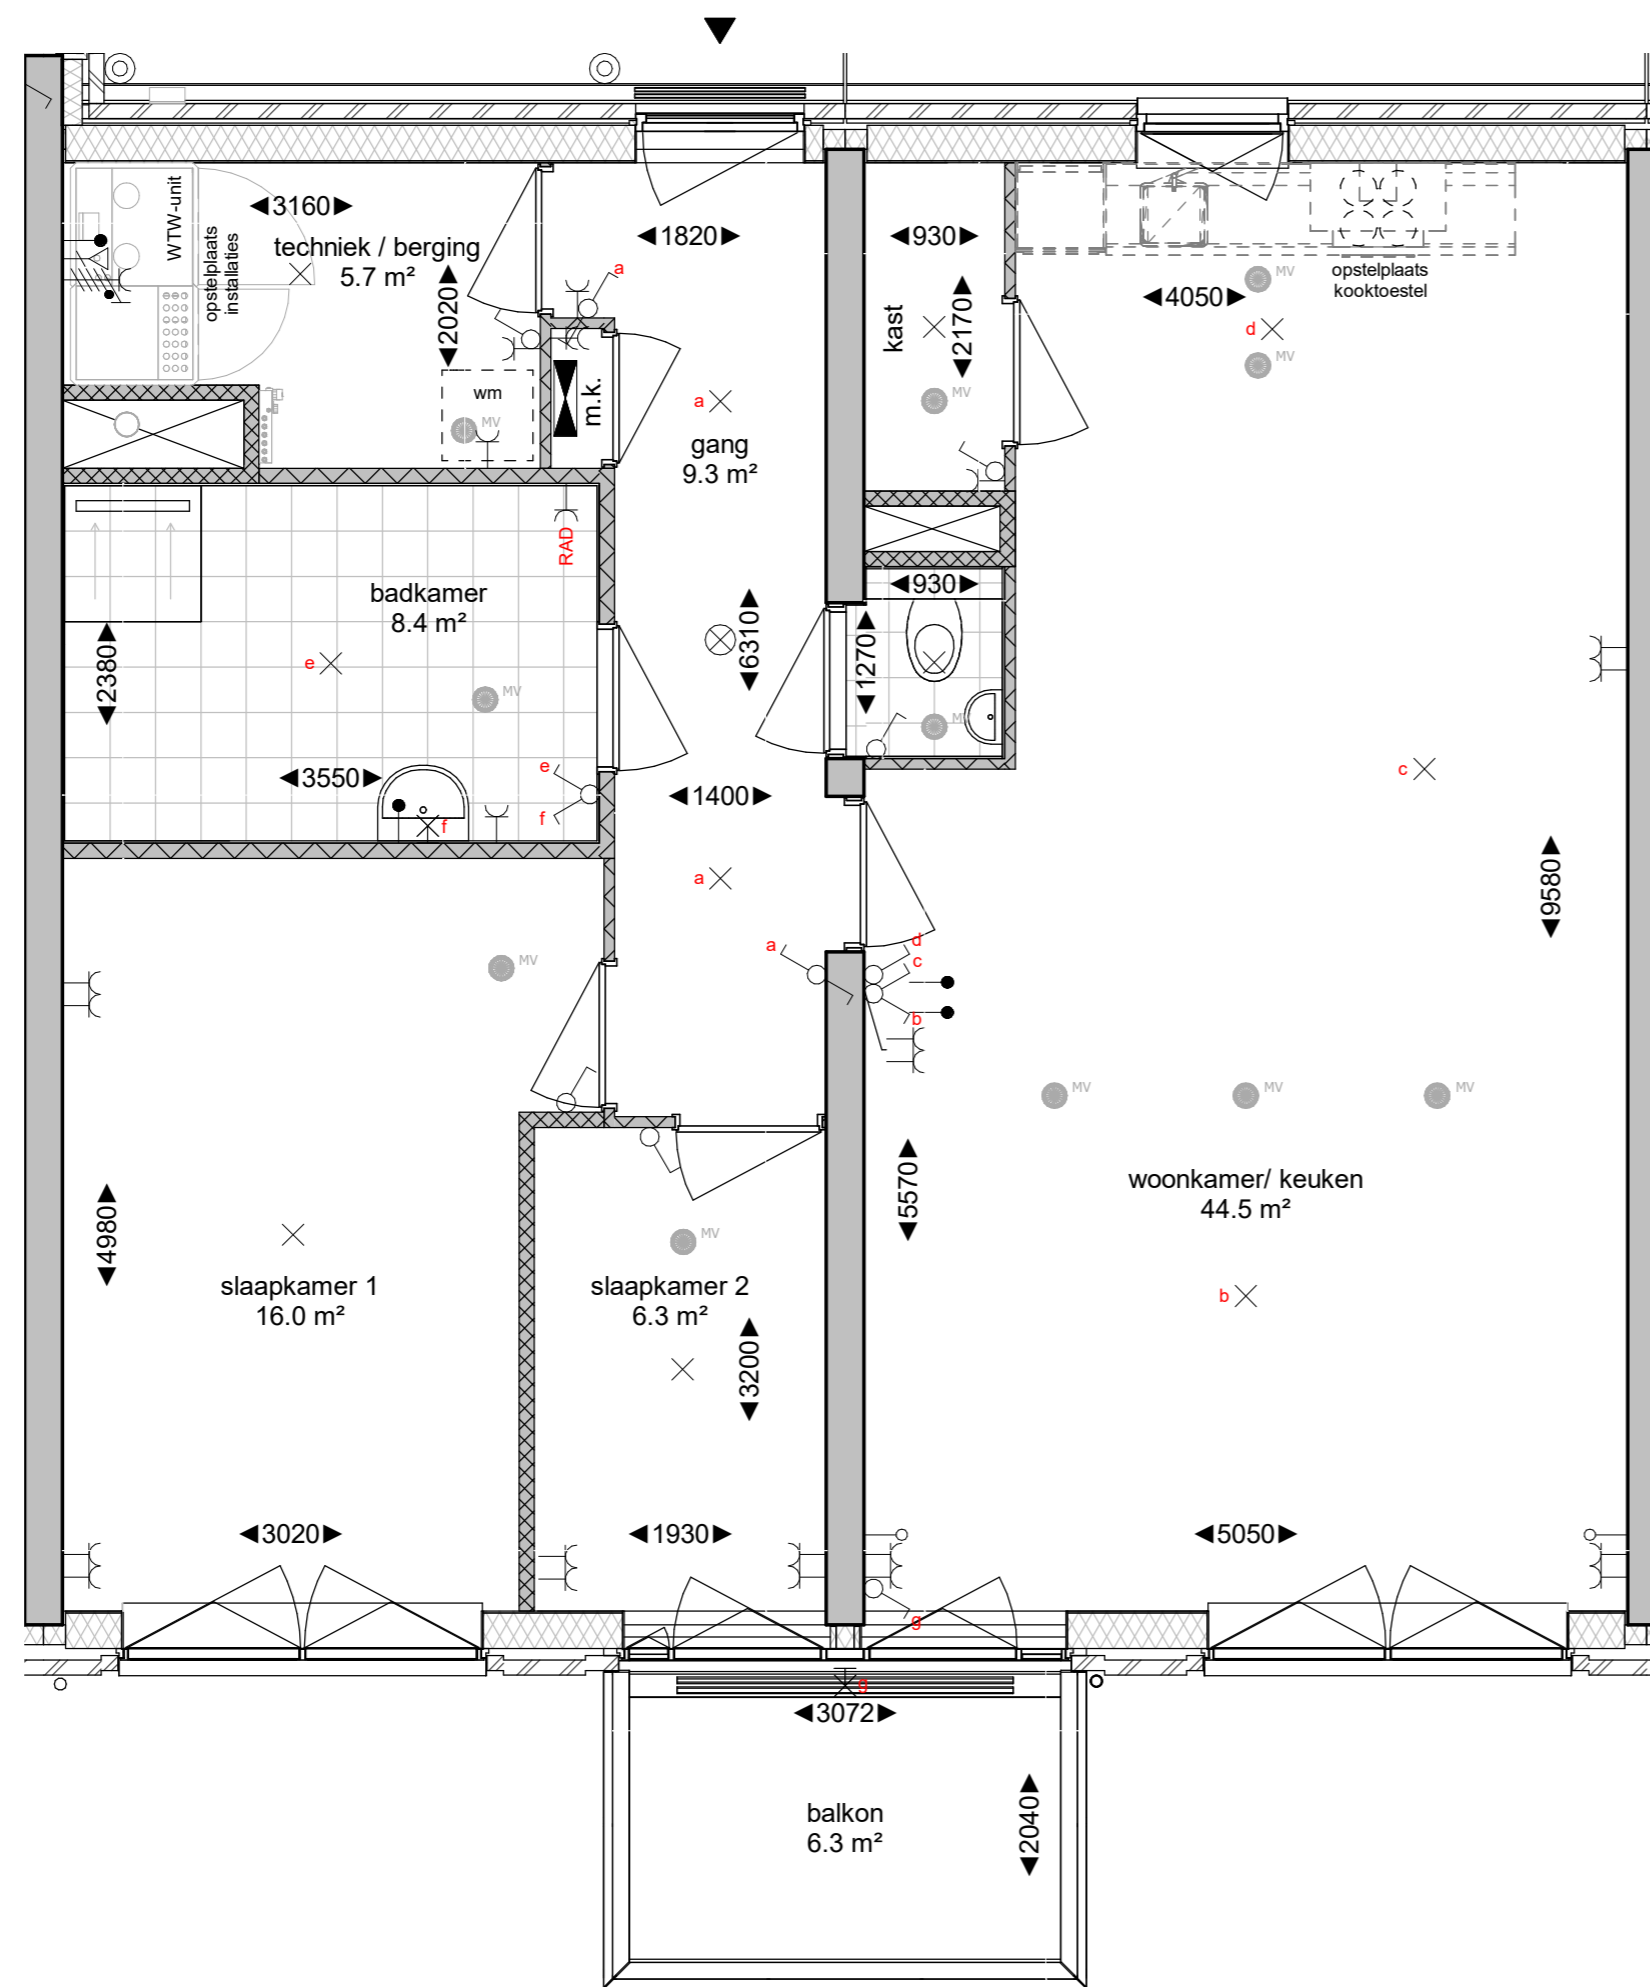 WTW-unit
opstelplaats
installaties
3160
techniek / berging
5.7 m²
2020
wm
MV
m.k.
1820
a
a
gang
9.3 m²
930
kast
2170
MV
4050
MV
d
MV
opstelplaats
kooktoestel
RAD
badkamer
8.4 m²
2380
e
MV
3550
e
f
f
6310
1400
a
a
930
1270
MV
c
9580
d
c
b
MV
MV
MV
MV
5570
woonkamer/ keuken
44.5 m²
b
5050
4980
slaapkamer 1
16.0 m²
3020
MV
slaapkamer 2
6.3 m²
3200
1930
g
g
3072
balkon
6.3 m²
2040